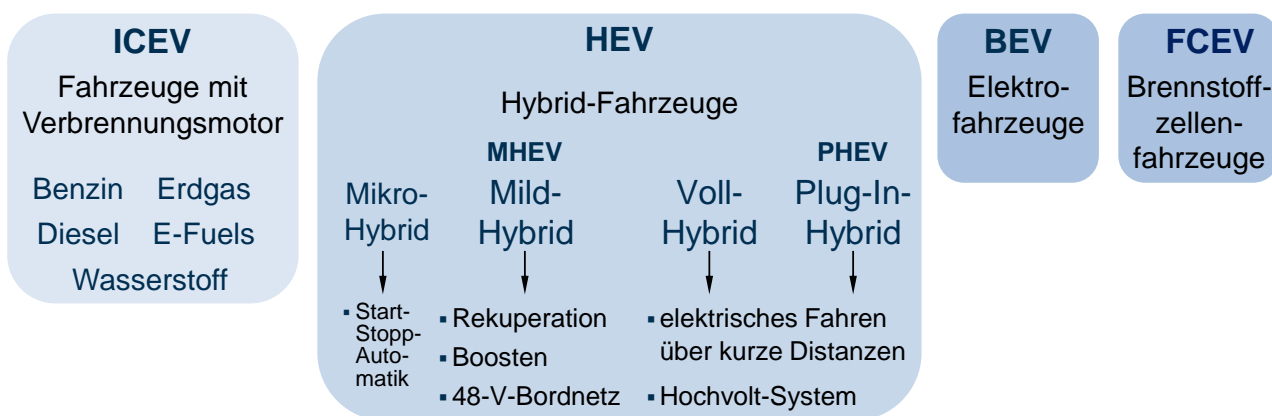 ICEV
Fahrzeuge mit
Verbrennungsmotor
Benzin Erdgas
Diesel E-Fuels
Wasserstoff
HEV
Hybrid-Fahrzeuge
Mikro-
Hybrid
MHEV
Mild-
Hybrid
Voll-
Hybrid
PHEV
Plug-In-
Hybrid
▪ Start-
Stopp-
Auto-
matik
▪ Rekuperation
▪ Boosten
▪ 48-V-Bordnetz
▪ elektrisches Fahren
über kurze Distanzen
▪ Hochvolt-System
BEV
Elektro-
fahrzeuge
FCEV
Brennstoff-
zellen-
fahrzeuge